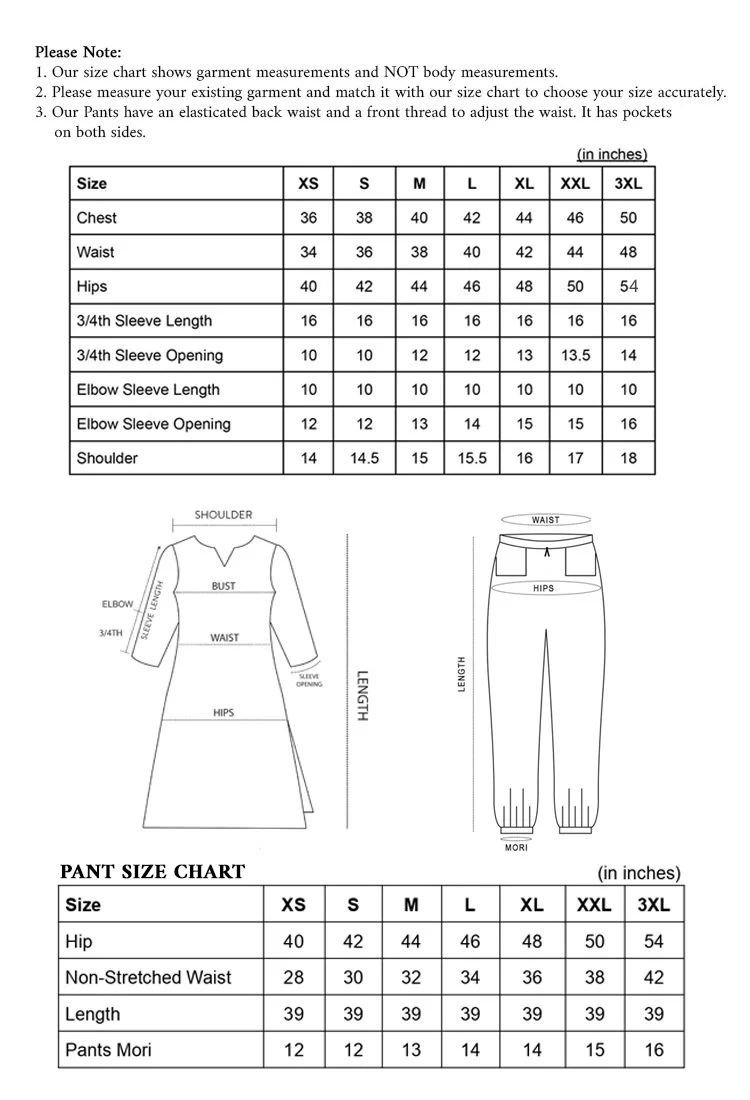 Please Note:
1. Our size chart shows garment measurements and NOT body measurements.
2. Please measure your existing garment and match it with our size chart to choose your size accurately.
3. Our Pants have an elasticated back waist and a front thread to adjust the waist. It has pockets
on both sides.
(in inches)
Size XS S M L XL XXL 3XL
Chest 36 38 40 42 44 46 50
Waist 34 36 38 40 42 44 48
Hips 40 42 44 46 48 50 54
3/4th Sleeve Length 16 16 16 16 16 16 16
3/4th Sleeve Opening 10 10 12 12 13 13.5 14
Elbow Sleeve Length 10 10 10 10 10 10 10
Elbow Sleeve Opening 12 12 13 14 15 15 16
Shoulder 14 14.5 15 15.5 16 17 18
SHOULDER
BUST
ELBOW
3/4TH
SLEEVE LENGTH
WAIST
SLEEVE
OPENING
HIPS
LENGTH
WAIST
HIPS
LENGTH
MORI
PANT SIZE CHART
(in inches)
Size XS S M L XL XXL 3XL
Hip 40 42 44 46 48 50 54
Non-Stretched Waist 28 30 32 34 36 38 42
Length 39 39 39 39 39 39 39
Pants Mori 12 12 13 14 14 15 16